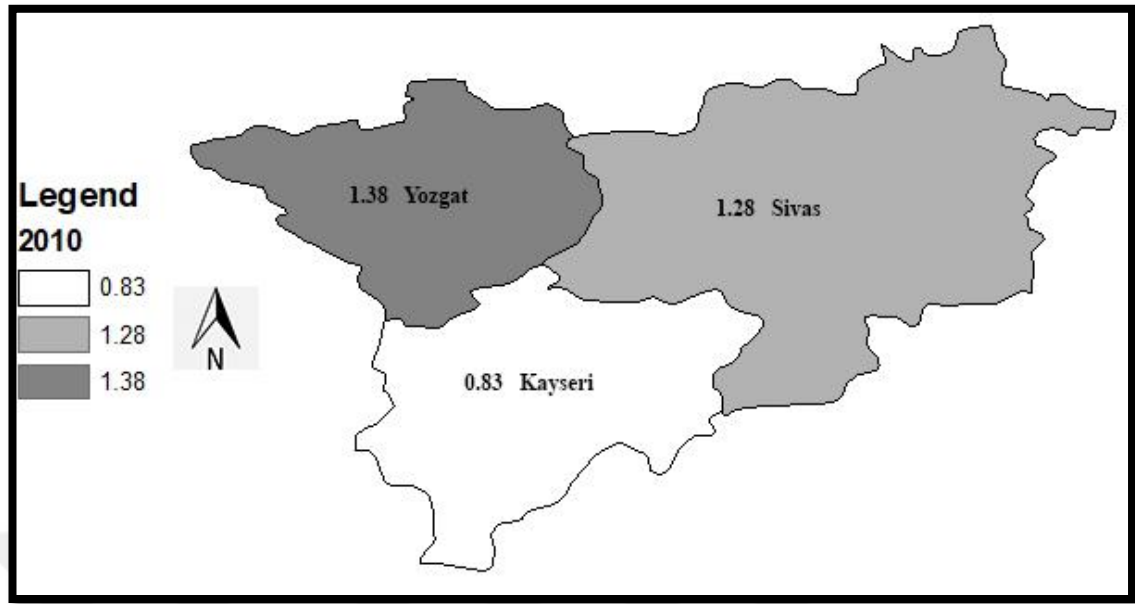 Legend
2010
0.83
1.28
1.38
N
1.38 Yozgat
1.28 Sivas
0.83 Kayseri